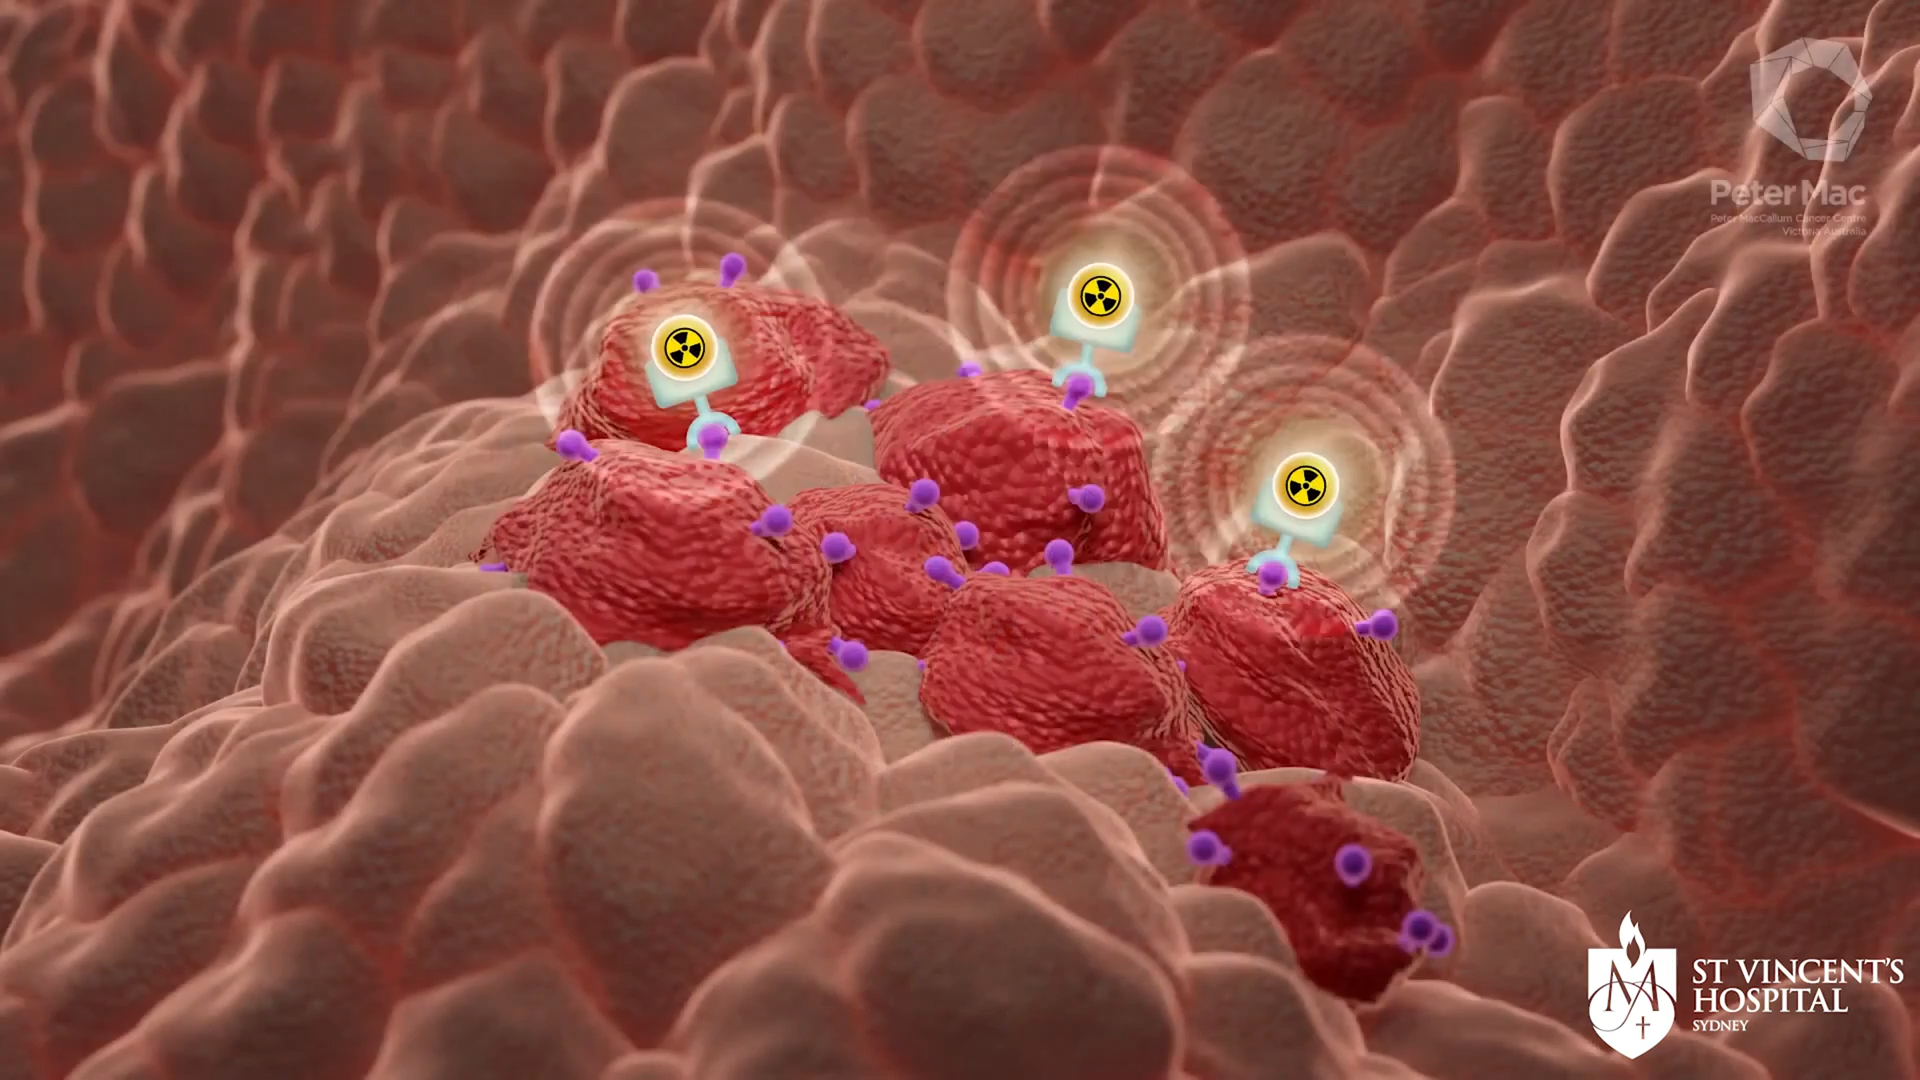 Peter Mac
Peter MacCallum Cancer Centre
Victoria Australia
ST VINCENT'S
HOSPITAL
SYDNEY